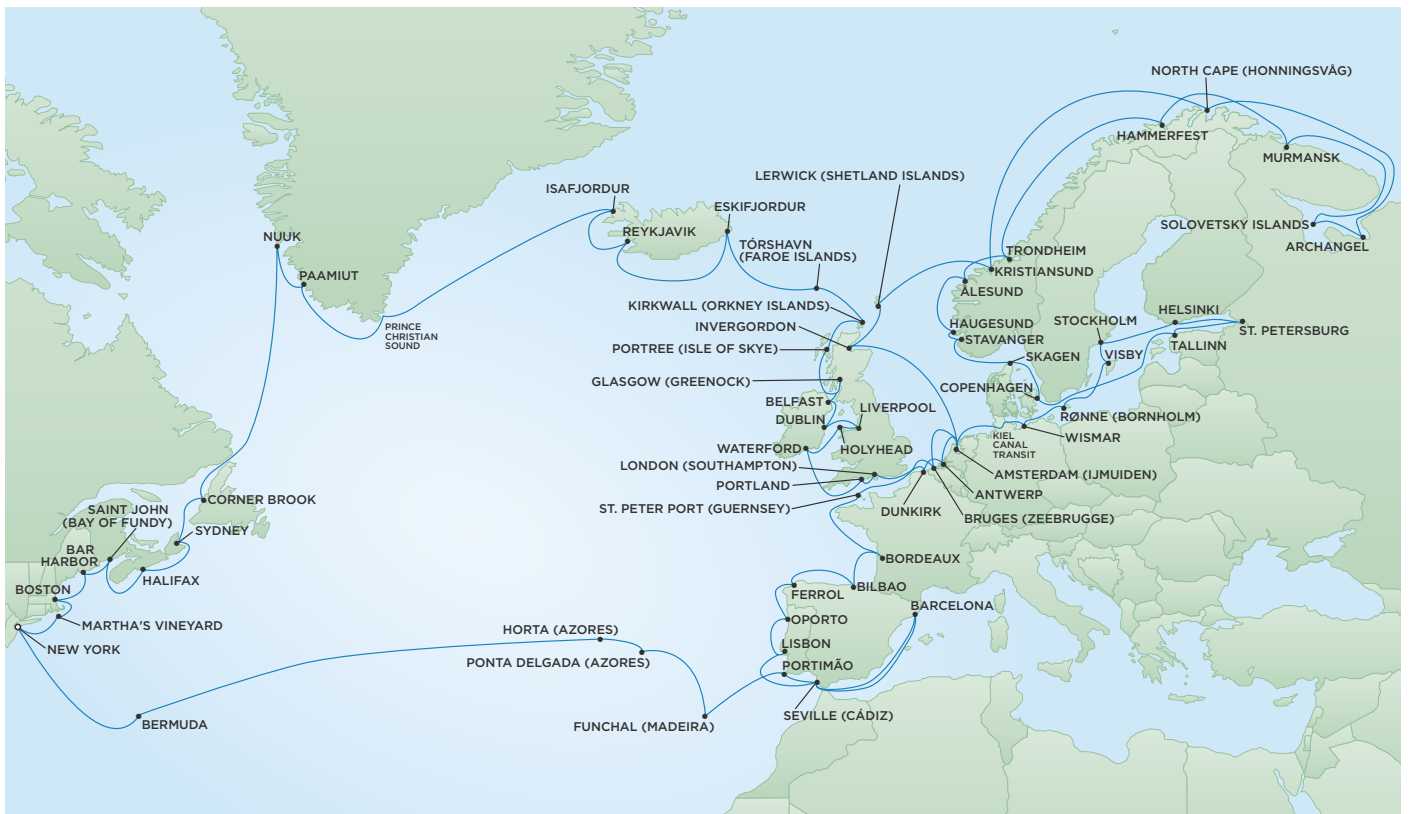 NORTH CAPE (HONNINGSVÅG)
HAMMERFEST
MURMANSK
LERWICK (SHETLAND ISLANDS)
ISAFJORDUR
ESKIFJORDUR
SOLOVETSKY ISLANDS
REYKJAVIK
NUUK
TÓRSHAVN
(FAROE ISLANDS)
ARCHANGEL
TRONDHEIM
KRISTIANSUND
PAAMIUT
ÅLESUND
KIRKWALL (ORKNEY ISLANDS)
HELSINKI
PRINCE
CHRISTIAN
SOUND
INVERGORDON
HAUGESUND
STOCKHOLM
ST. PETERSBURG
STAVANGER
TALLINN
PORTREE (ISLE OF SKYE)
SKAGEN
VISBY
GLASGOW (GREENOCK)
COPENHAGEN
BELFAST
LIVERPOOL
RØNNE (BORNHOLM)
DUBLIN
KIEL
CANAL
TRANSIT
WISMAR
WATERFORD
HOLYHEAD
LONDON (SOUTHAMPTON)
AMSTERDAM (IJMUIDEN)
PORTLAND
ANTWERP
CORNER BROOK
ST. PETER PORT (GUERNSEY)
DUNKIRK
BRUGES (ZEEBRUGGE)
SAINT JOHN
(BAY OF FUNDY)
SYDNEY
BAR
HARBOR
BORDEAUX
HALIFAX
BOSTON
FERROL
BILBAO
BARCELONA
MARTHA'S VINEYARD
OPORTO
HORTA (AZORES)
NEW YORK
LISBON
PONTA DELGADA (AZORES)
PORTIMÃO
BERMUDA
FUNCHAL (MADEIRA)
SEVILLE (CÁDIZ)